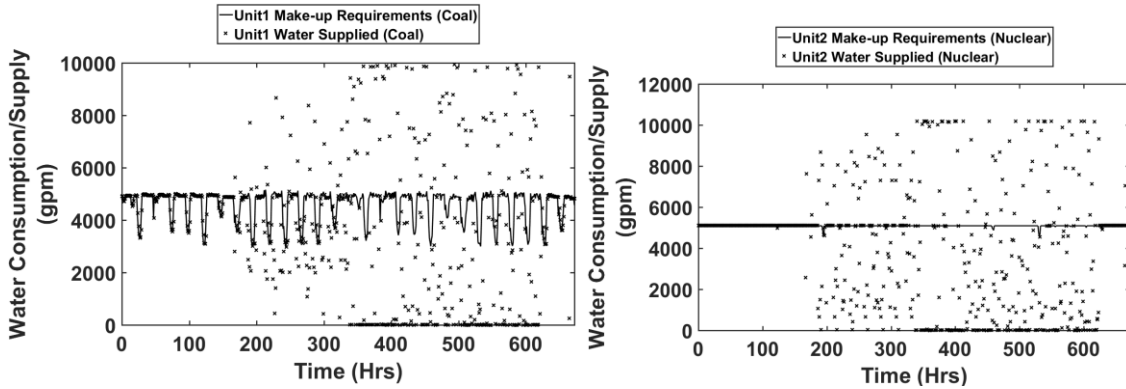 Unit1 Make-up Requirements (Coal)
Unit1 Water Supplied (Coal)
Water Consumption/Supply
(gpm)
10000
8000
6000
4000
2000
0
0 100 200 300 400 500 600
Time (Hrs)
Unit2 Make-up Requirements (Nuclear)
Unit2 Water Supplied (Nuclear)
Water Consumption/Supply
(gpm)
12000
10000
8000
6000
4000
2000
0
0 100 200 300 400 500 600
Time (Hrs)